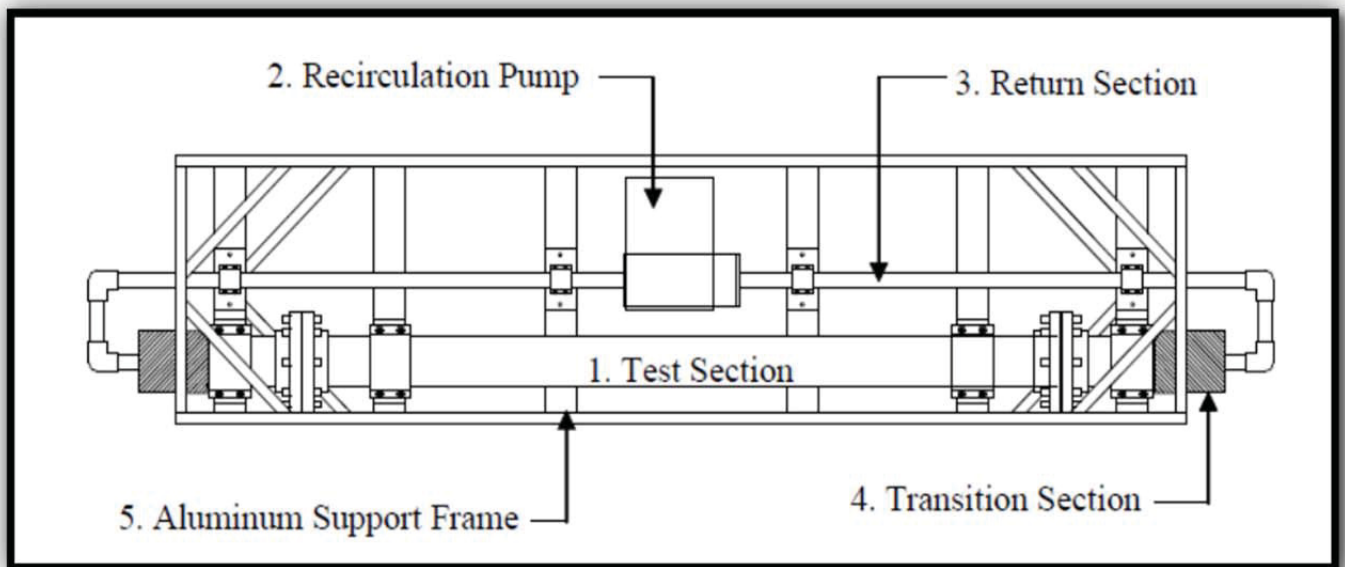 2. Recirculation Pump
3. Return Section
1. Test Section
4. Transition Section
5. Aluminum Support Frame